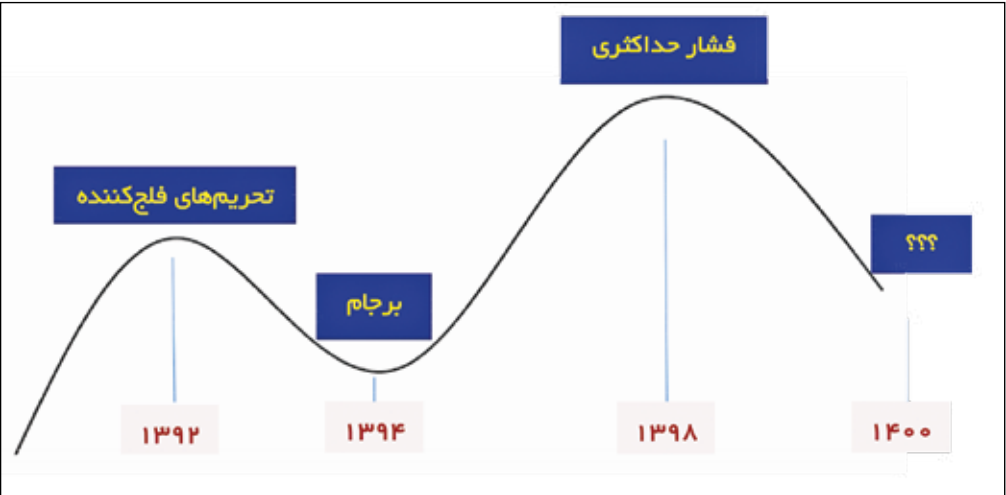 فشار حداکثری
تحریم‌های فلج‌کننده
؟؟؟
برجام
۱۳۹۲
۱۳۹۴
۱۳۹۸
۱۴۰۰